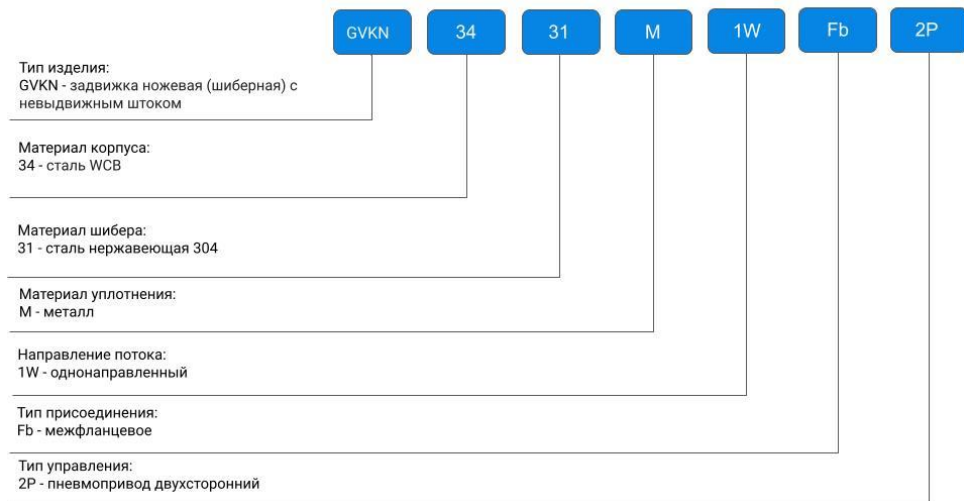 GVKN 34 31 M 1W Fb 2P
Тип изделия:
GVKN - задвижка ножевая (шиберная) с
невыдвижным штоком
Материал корпуса:
34 - сталь WCB
Материал шибера:
31 - сталь нержавеющая 304
Материал уплотнения:
М - металл
Направление потока:
1W - однонаправленный
Тип присоединения:
Fb - межфланцевое
Тип управления:
2P - пневмопривод двухсторонний